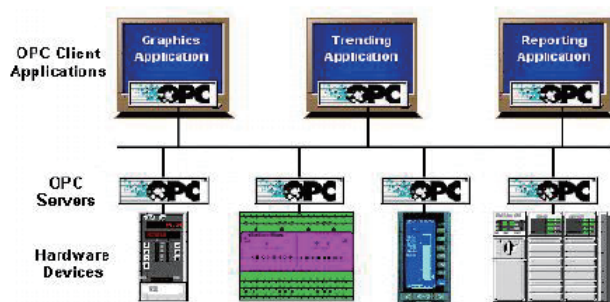 OPC Client
Applications
Graphics
Application
OPC
Trending
Application
OPC
Reporting
Application
OPC
OPC
Servers
OPC
OPC
OPC
OPC
Hardware
Devices